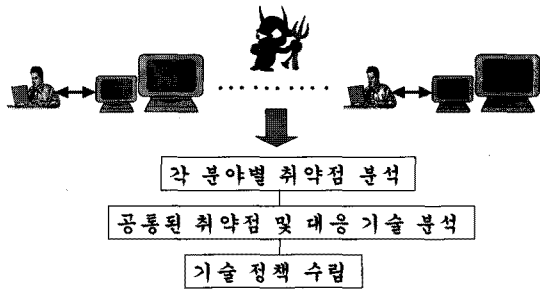 각 분야별 취약점 분석
공통된 취약점 및 대응 기술 분석
기술 정책 수립